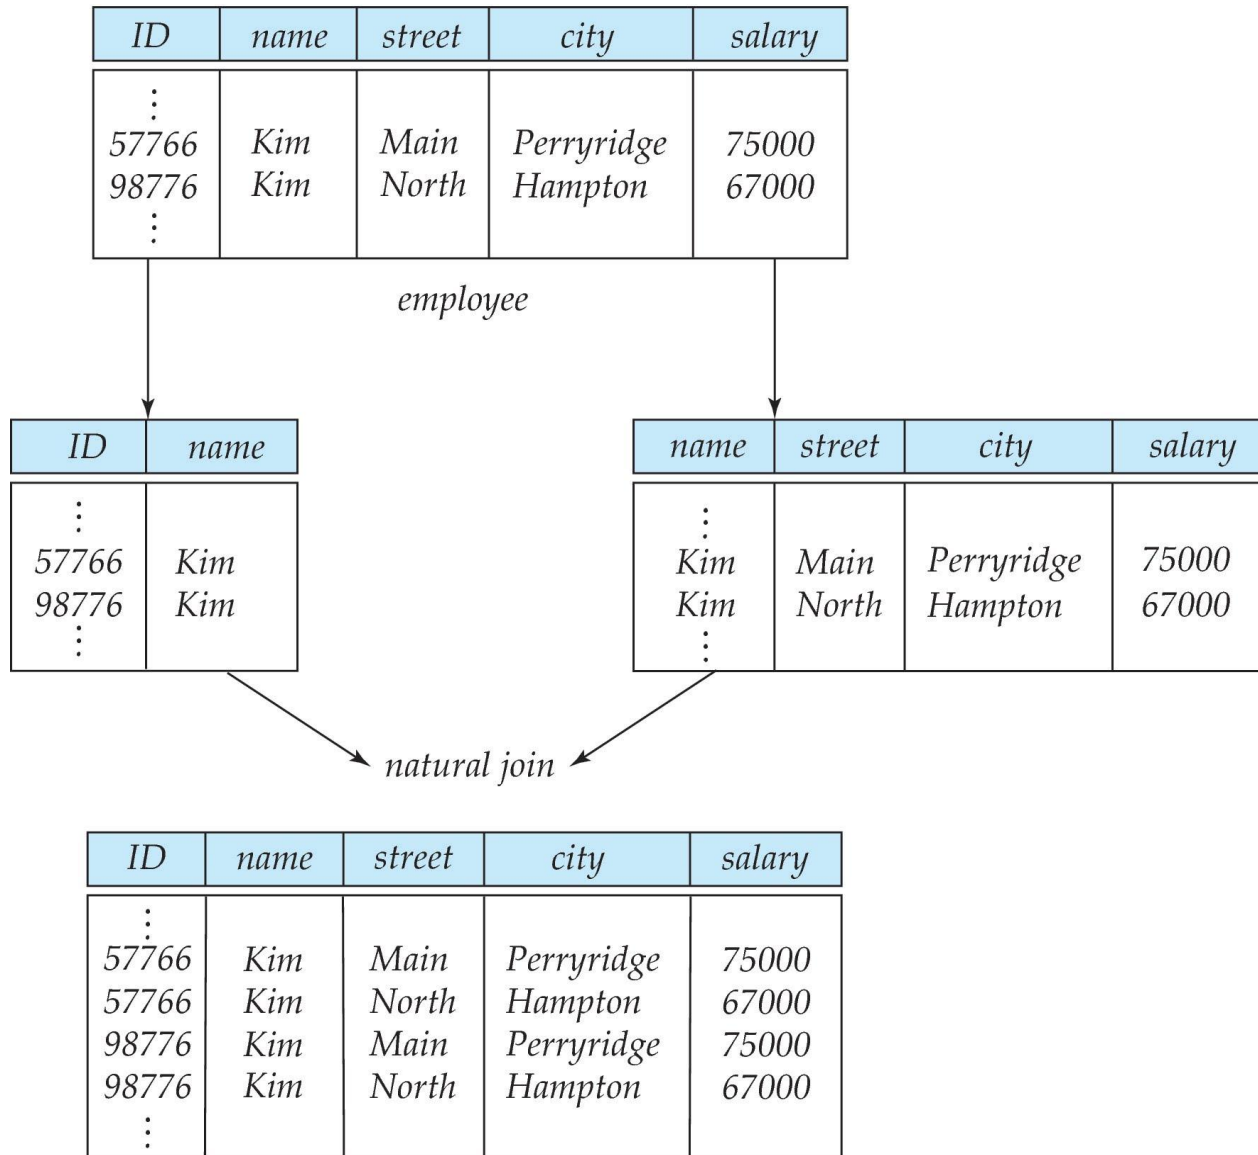 ID name street city salary
⋮
57766 Kim Main Perryridge 75000
98776 Kim North Hampton 67000
⋮
employee
ID name
⋮
57766 Kim
98776 Kim
⋮
name street city salary
⋮
Kim Main Perryridge 75000
Kim North Hampton 67000
⋮
natural join
ID name street city salary
⋮
57766 Kim Main Perryridge 75000
57766 Kim North Hampton 67000
98776 Kim Main Perryridge 75000
98776 Kim North Hampton 67000
⋮